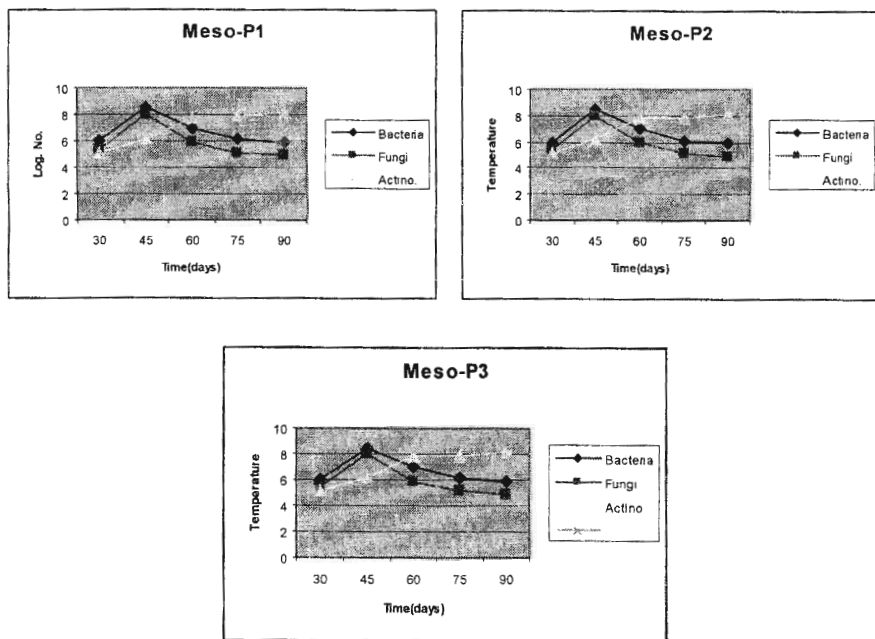 Meso-P1
10
8
6
4
2
0
Log. No.
30 45 60 75 90
Time(days)
Bacteria
Fungi
Actino.
Meso-P2
10
8
6
4
2
0
Temperature
30 45 60 75 90
Time(days)
Bacteria
Fungi
Actino.
Meso-P3
10
8
6
4
2
0
Temperature
30 45 60 75 90
Time(days)
Bacteria
Fungi
Actino